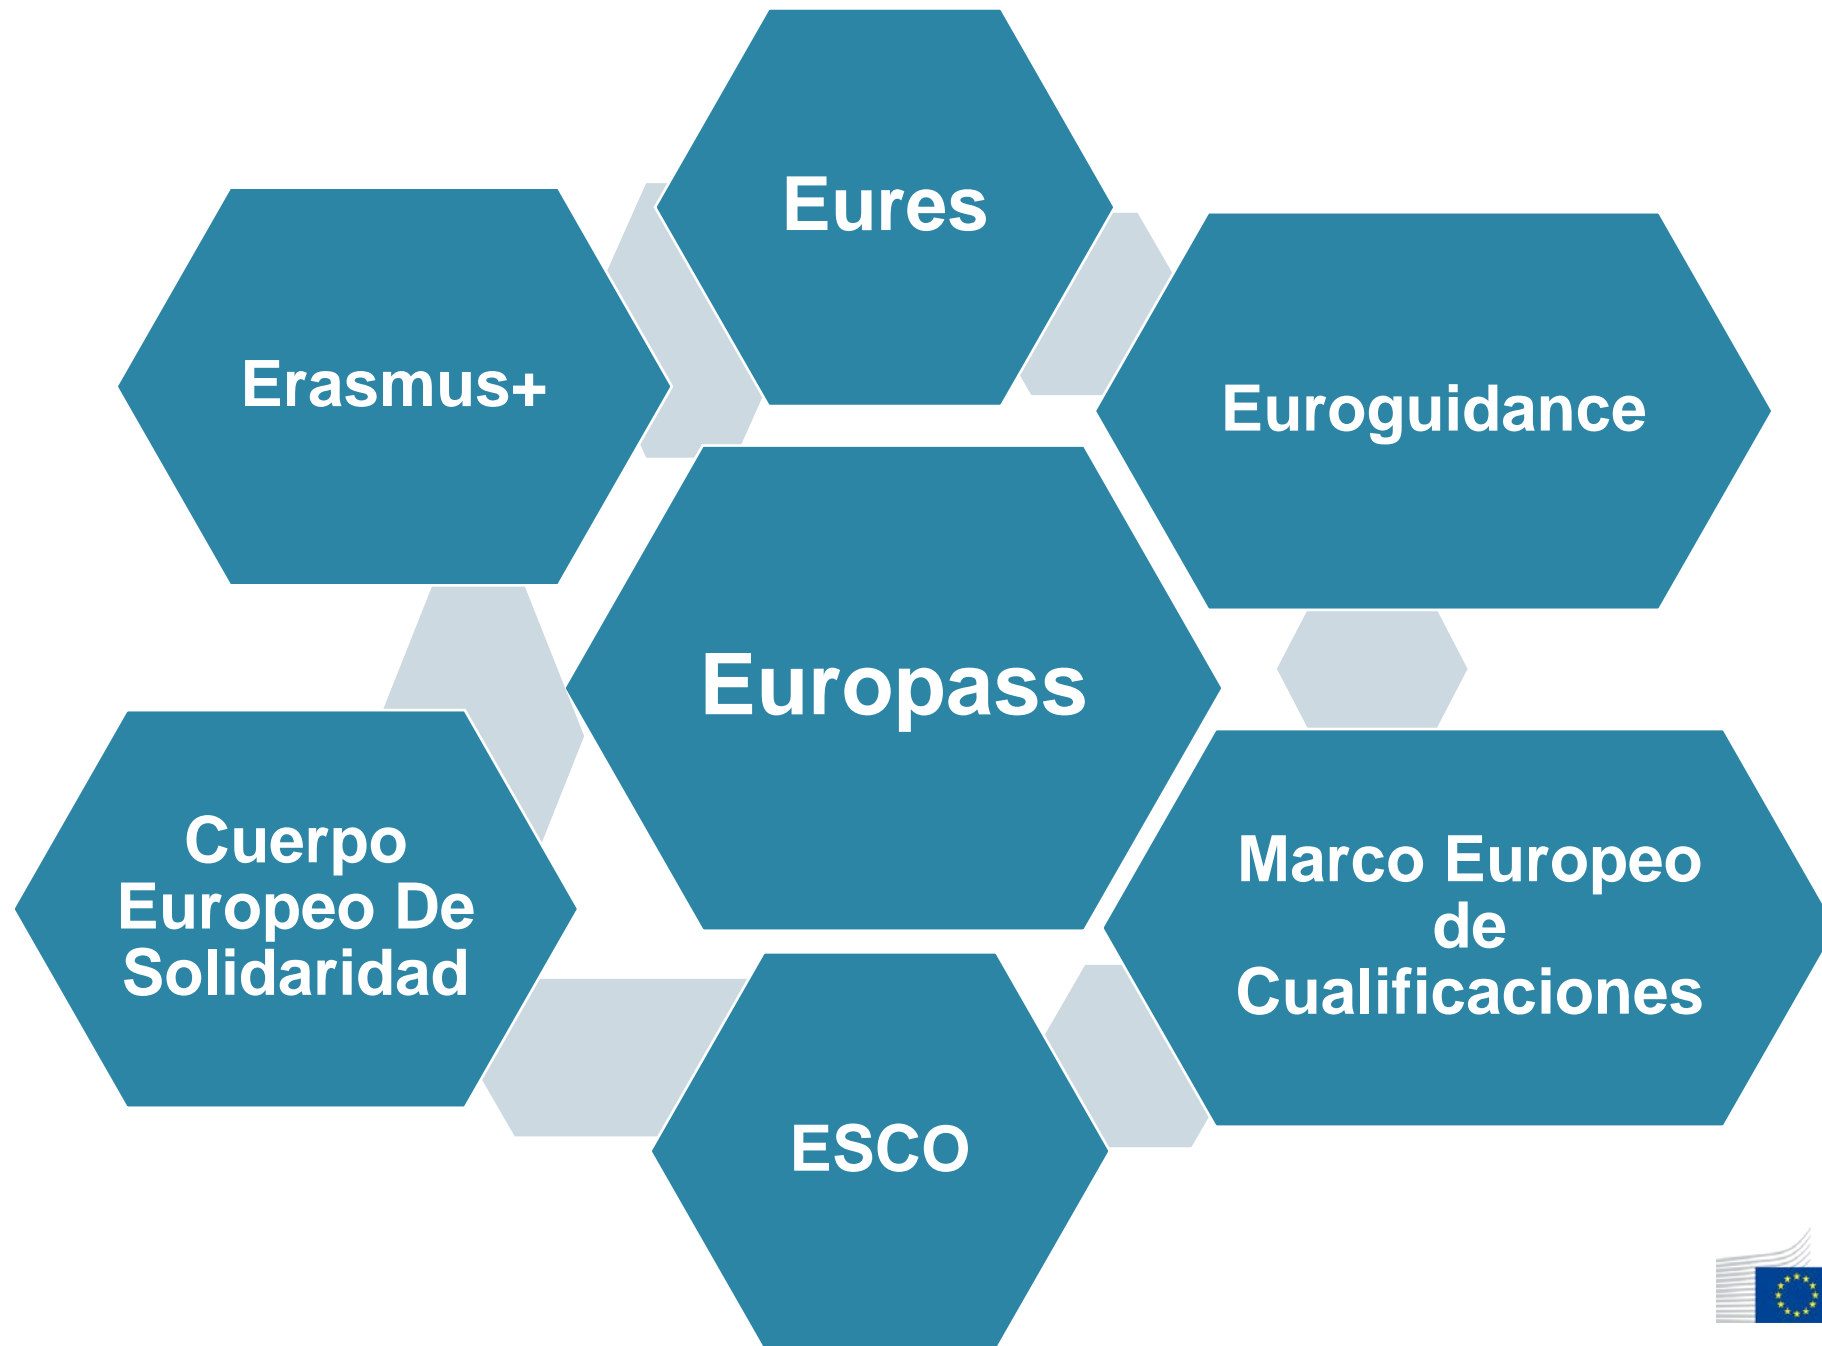 Eures
Erasmus+
Euroguidance
Europass
Cuerpo
Europeo De
Solidaridad
Marco Europeo
de
Cualificaciones
ESCO